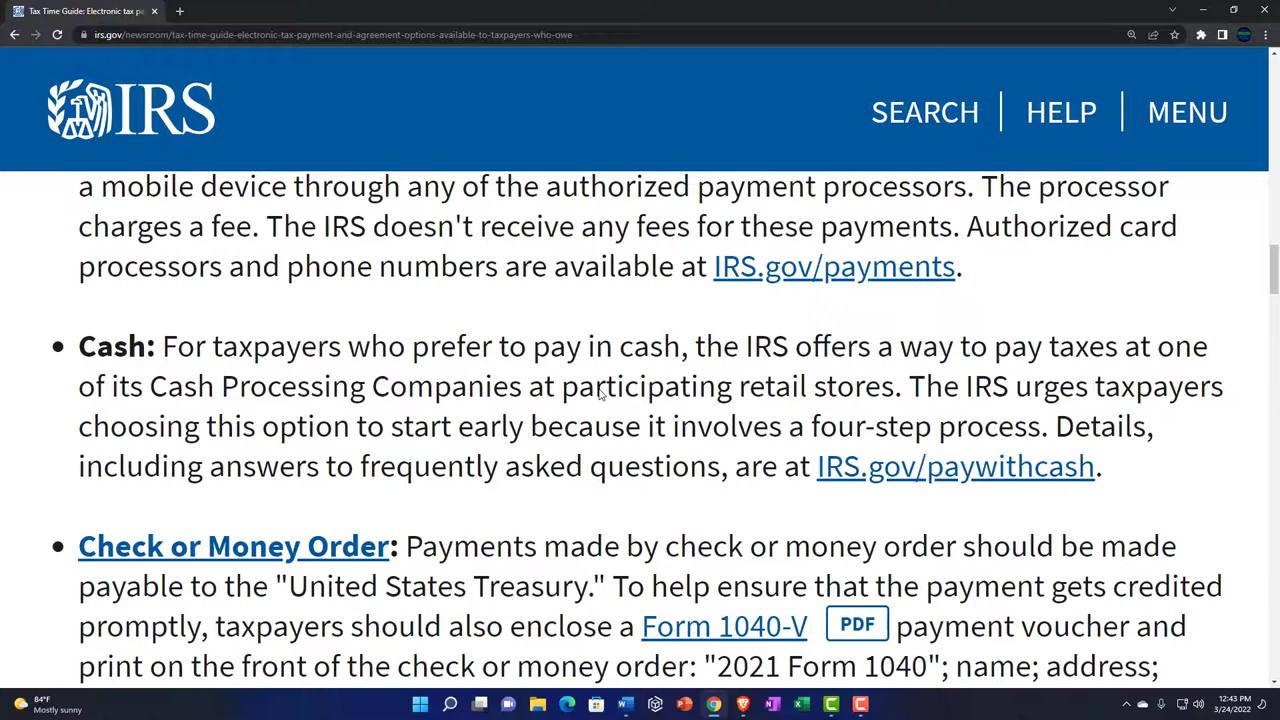 Tax Time Guide: Electronic tax pa
irs.gov/newsroom/tax-time-guide-electronic-tax-payment-and-agreement-options-available-to-taxpayers-who-owe
IRS
SEARCH | HELP | MENU
a mobile device through any of the authorized payment processors. The processor
charges a fee. The IRS doesn't receive any fees for these payments. Authorized card
processors and phone numbers are available at IRS.gov/payments.
• Cash: For taxpayers who prefer to pay in cash, the IRS offers a way to pay taxes at one
of its Cash Processing Companies at participating retail stores. The IRS urges taxpayers
choosing this option to start early because it involves a four-step process. Details,
including answers to frequently asked questions, are at IRS.gov/paywithcash.
• Check or Money Order: Payments made by check or money order should be made
payable to the "United States Treasury." To help ensure that the payment gets credited
promptly, taxpayers should also enclose a Form 1040-V PDF payment voucher and
print on the front of the check or money order: "2021 Form 1040"; name; address;
84°F
Mostly sunny
12:43 PM
3/24/2022